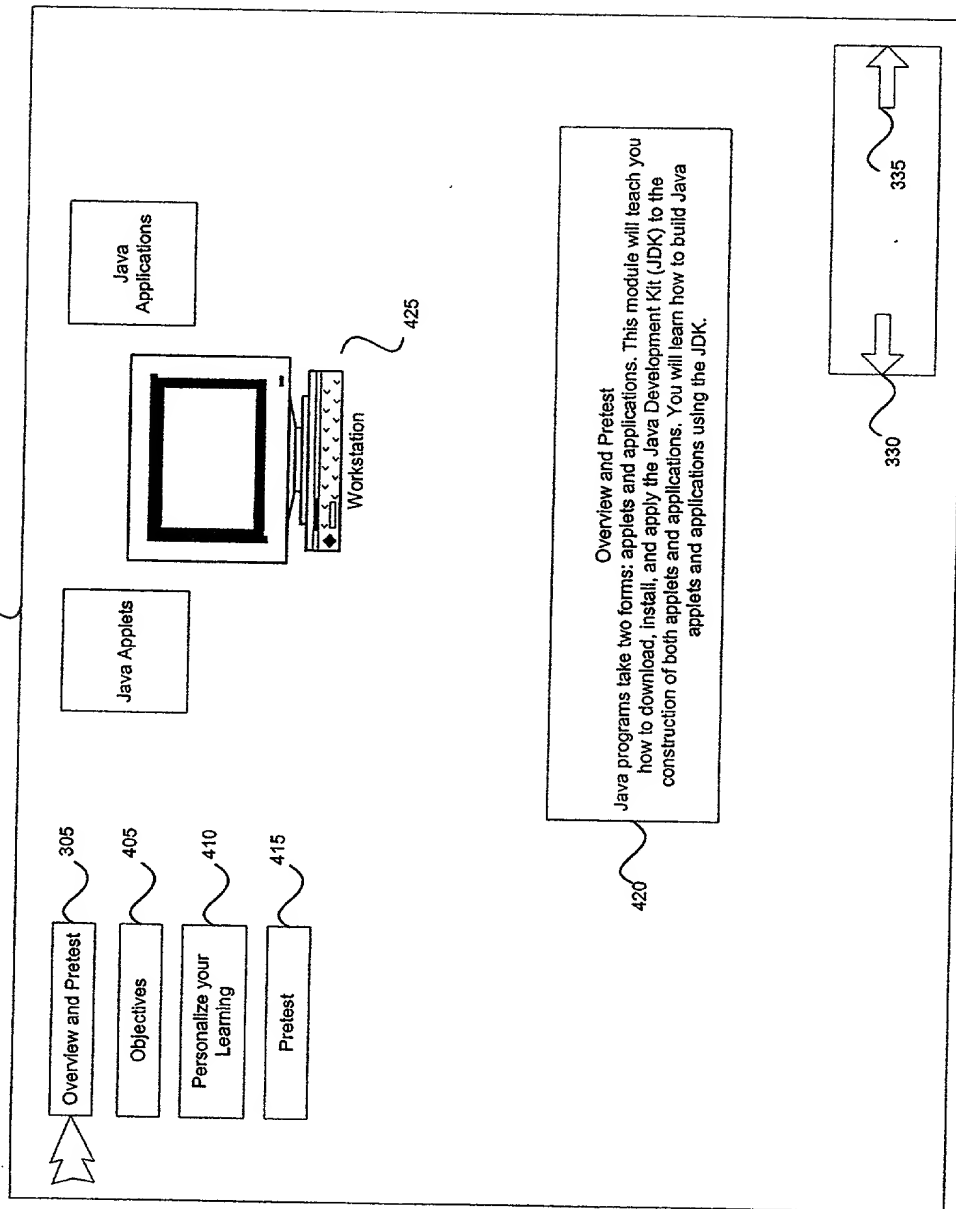 Overview and Pretest
305
Objectives
405
Personalize your
Learning
410
Pretest
415
Java Applets
Java
Applications
Workstation
425
Overview and Pretest
Java programs take two forms: applets and applications. This module will teach you
how to download, install, and apply the Java Development Kit (JDK) to the
construction of both applets and applications. You will learn how to build Java
applets and applications using the JDK.
420
330
335